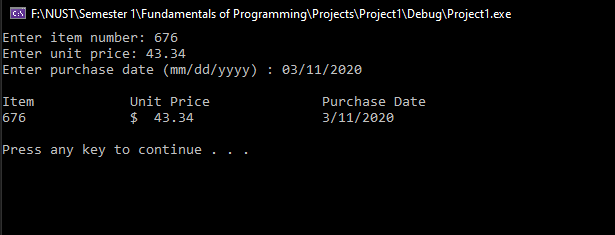 F:\NUST\Semester 1\Fundamentals of Programming\Projects\Project1\Debug\Project1.exe
Enter item number: 676
Enter unit price: 43.34
Enter purchase date (mm/dd/yyyy) : 03/11/2020
Item Unit Price Purchase Date
676 $ 43.34 3/11/2020
Press any key to continue . . .